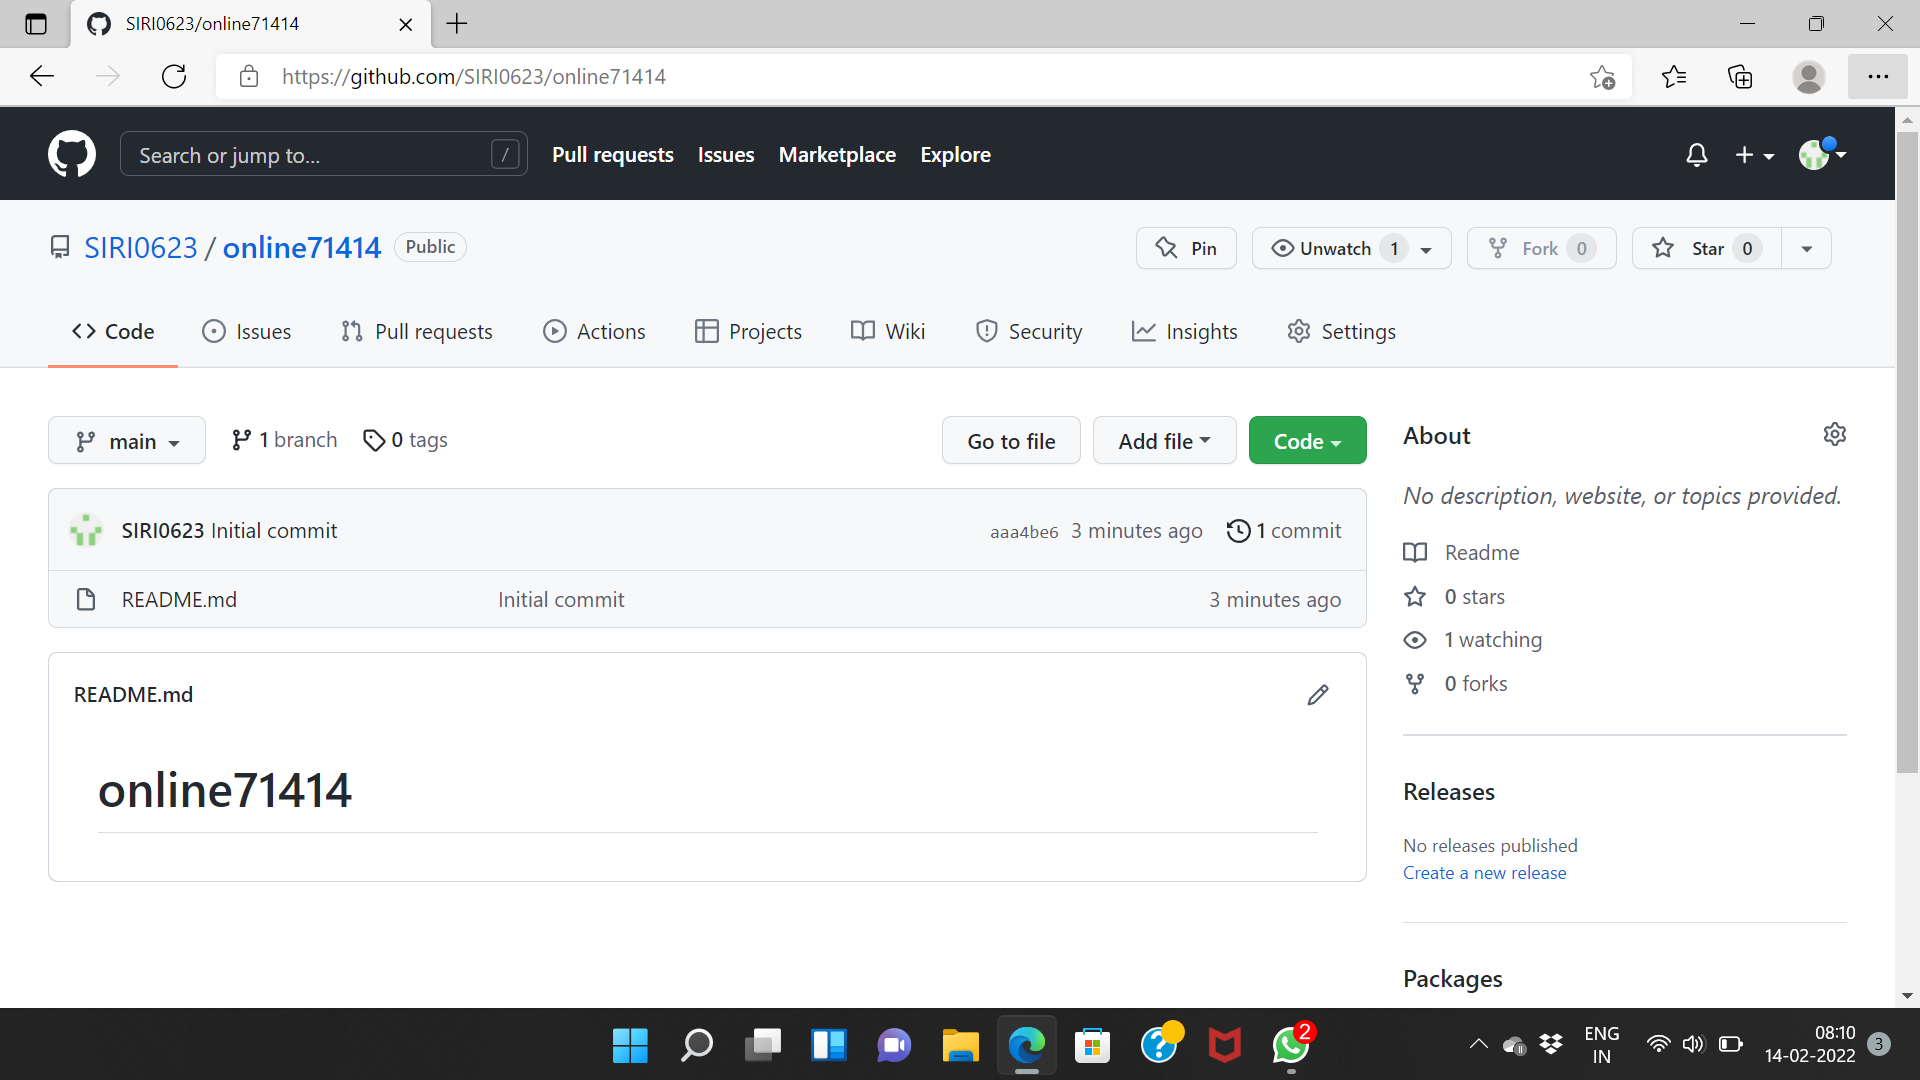 SIRI0623/online71414
https://github.com/SIRI0623/online71414
Search or jump to... /
Pull requests Issues Marketplace Explore
SIRI0623 / online71414 Public
Pin Unwatch 1 Fork 0 Star 0
Code Issues Pull requests Actions Projects Wiki Security Insights Settings
main 1 branch 0 tags Go to file Add file Code
SIRI0623 Initial commit aaa4be6 3 minutes ago 1 commit
README.md Initial commit 3 minutes ago
README.md
online71414
About
No description, website, or topics provided.
Readme
0 stars
1 watching
0 forks
Releases
No releases published
Create a new release
Packages
2
ENG
IN
08:10
14-02-2022
3